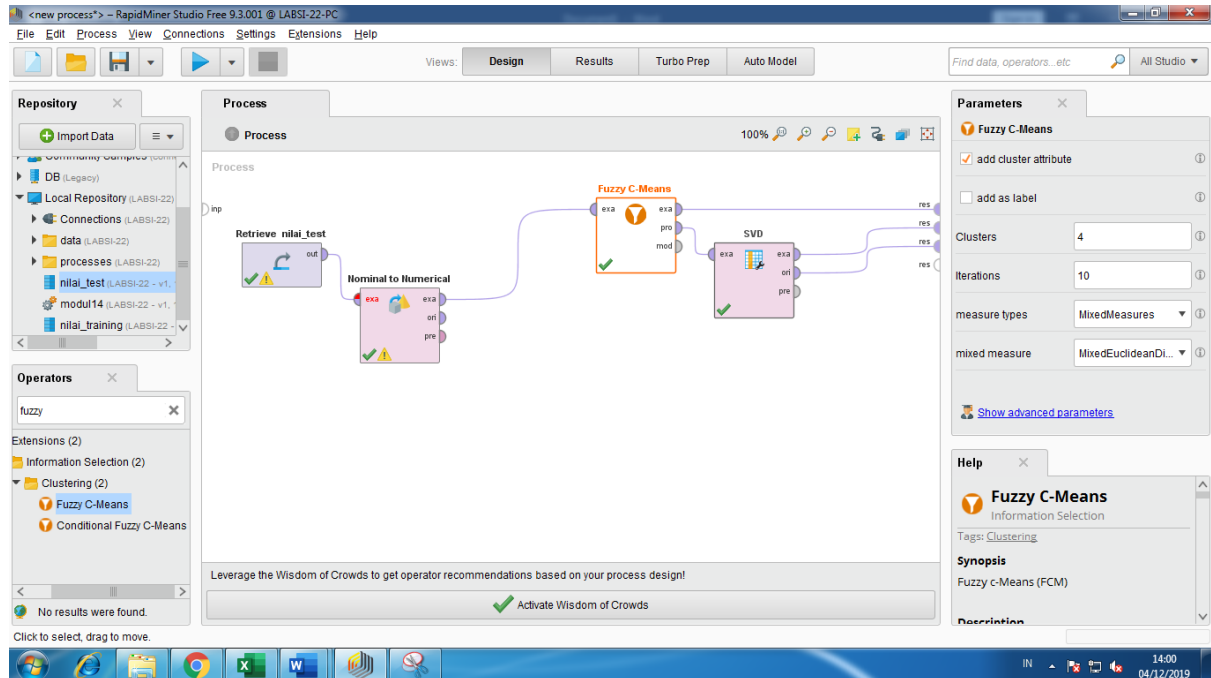 <new process*> – RapidMiner Studio Free 9.3.001 @ LABSI-22-PC
File Edit Process View Connections Settings Extensions Help
Views: Design Results Turbo Prep Auto Model
Find data, operators...etc All Studio
Repository
Import Data
Community Samples
DB (Legacy)
Local Repository (LABSI-22)
Connections (LABSI-22)
data (LABSI-22)
processes (LABSI-22)
nilai_test (LABSI-22 - v1,
modul14 (LABSI-22 - v1,
nilai_training (LABSI-22 -
Operators
fuzzy
Extensions (2)
Information Selection (2)
Clustering (2)
Fuzzy C-Means
Conditional Fuzzy C-Means
No results were found.
Process
Process
100%
Process
inp
Retrieve nilai_test
out
Nominal to Numerical
exa exa
ori
pre
Fuzzy C-Means
exa exa
pro
mod
SVD
exa exa
ori
pre
res
res
res
res
Leverage the Wisdom of Crowds to get operator recommendations based on your process design!
Activate Wisdom of Crowds
Parameters
Fuzzy C-Means
add cluster attribute
add as label
Clusters 4
Iterations 10
measure types MixedMeasures
mixed measure MixedEuclideanDi...
Show advanced parameters
Help
Fuzzy C-Means
Information Selection
Tags: Clustering
Synopsis
Fuzzy c-Means (FCM)
Description
Click to select, drag to move.
IN
14:00
04/12/2019